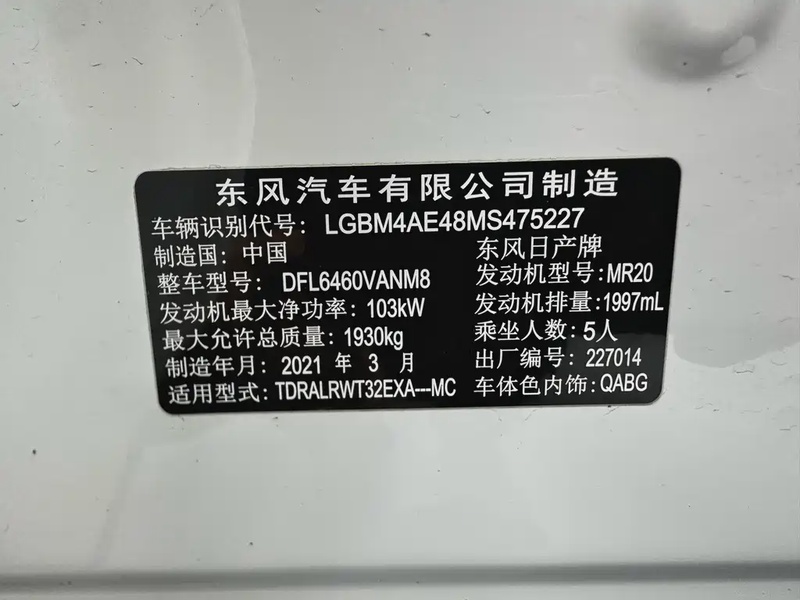 东风汽车有限公司制造
车辆识别代号: LGBM4AE48MS475227
制造国: 中国 东风日产牌
整车型号: DFL6460VANM8 发动机型号: MR20
发动机最大净功率: 103kW 发动机排量: 1997mL
最大允许总质量: 1930kg 乘坐人数: 5人
制造年月: 2021 年 3 月 出厂编号: 227014
适用型式: TDRALRWT32EXA---MC 车体色内饰: QABG